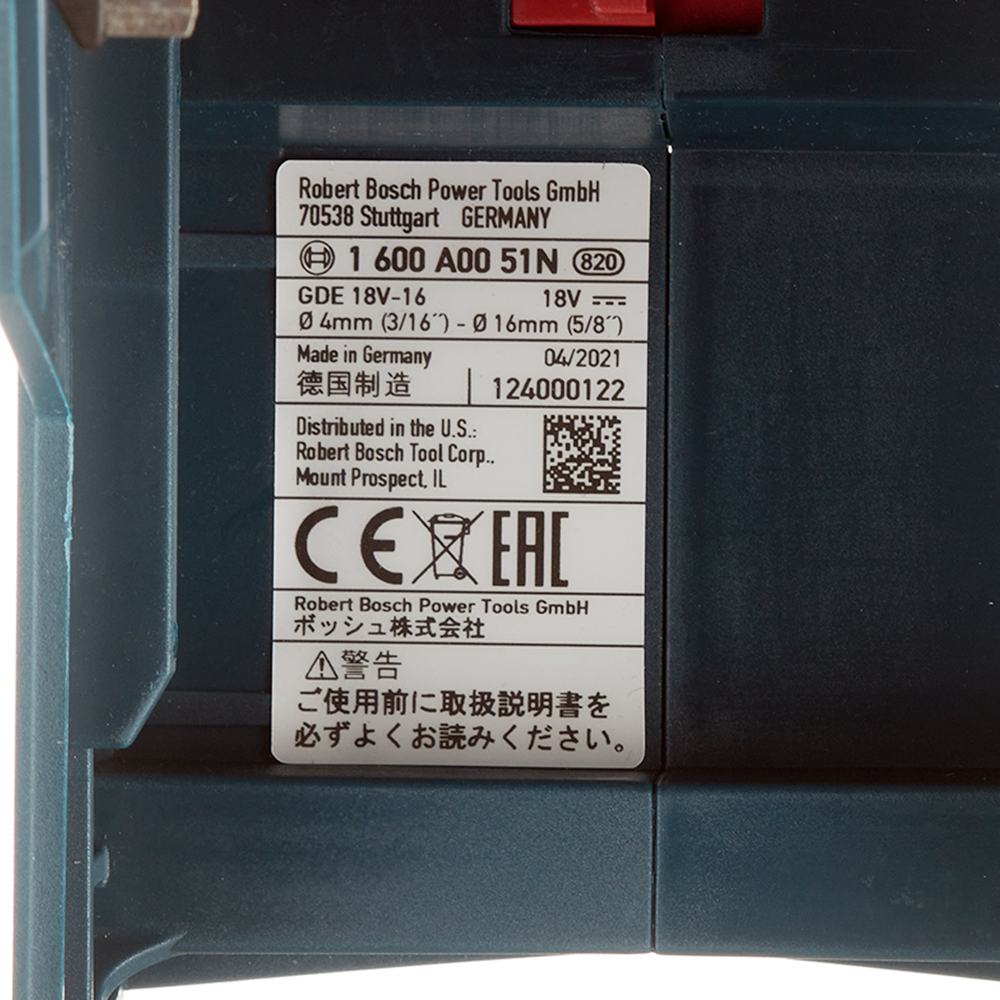 Robert Bosch Power Tools GmbH
70538 Stuttgart GERMANY
1 600 A00 51N 820
GDE 18V-16 18V
Ø 4mm (3/16˝) - Ø 16mm (5/8˝)
Made in Germany 04/2021
德国制造 124000122
Distributed in the U.S.:
Robert Bosch Tool Corp.,
Mount Prospect, IL
CE EAC
Robert Bosch Power Tools GmbH
ボッシュ株式会社
警告
ご使用前に取扱説明書を
必ずよくお読みください。